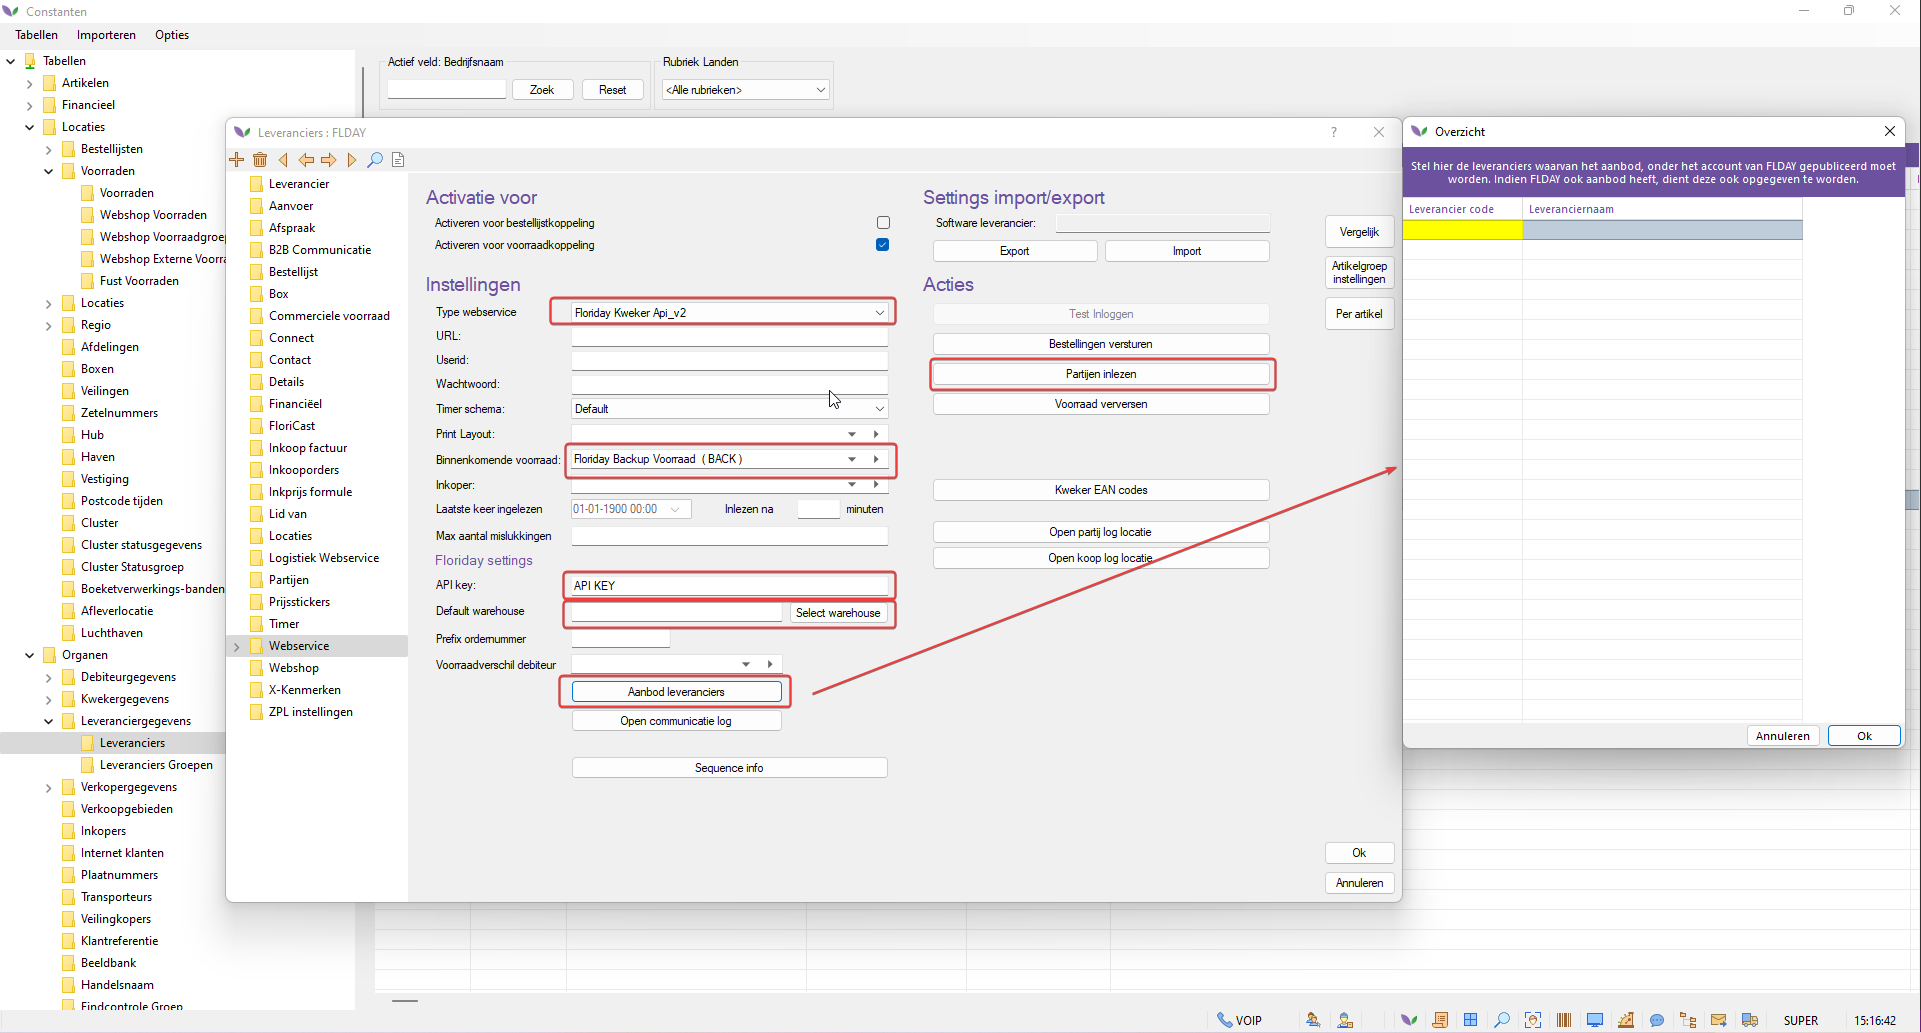 Constanten
Tabellen Importeren Opties
Tabellen
Artikelen
Financieel
Locaties
Bestellijsten
Voorraden
Voorraden
Webshop Voorraden
Webshop Voorraadgroe
Webshop Externe Voorr
Fust Voorraden
Locaties
Regio
Afdelingen
Boxen
Veilingen
Zetelnummers
Hub
Haven
Vestiging
Postcode tijden
Cluster
Cluster statusgegevens
Cluster Statusgroep
Boeketverwerkings-banden
Afleverlocatie
Luchthaven
Organen
Debiteurgegevens
Kwekergegevens
Leveranciergegevens
Leveranciers
Leveranciers Groepen
Verkopergegevens
Verkoopgebieden
Inkopers
Internet klanten
Plaatnummers
Transporteurs
Veilingkopers
Klantreferentie
Beeldbank
Handelsnaam
Eindcontrole Groep
Actief veld: Bedrijfsnaam
Zoek Reset
Rubriek Landen
<Alle rubrieken>
Leveranciers : FLDAY
Leverancier
Aanvoer
Afspraak
B2B Communicatie
Bestellijst
Box
Commerciele voorraad
Connect
Contact
Details
Financiëel
FloriCast
Inkoop factuur
Inkooporders
Inkprijs formule
Lid van
Locaties
Logistiek Webservice
Partijen
Prijsstickers
Timer
Webservice
Webshop
X-Kenmerken
ZPL instellingen
Activatie voor
Activeren voor bestellijstkoppeling
Activeren voor voorraadkoppeling
Instellingen
Type webservice Floriday Kweker Api_v2
URL:
Userid:
Wachtwoord:
Timer schema: Default
Print Layout:
Binnenkomende voorraad: Floriday Backup Voorraad ( BACK )
Inkoper:
Laatste keer ingelezen 01-01-1900 00:00 Inlezen na minuten
Max aantal mislukkingen
Floriday settings
API key: API KEY
Default warehouse Select warehouse
Prefix ordernummer
Voorraadverschil debiteur
Aanbod leveranciers
Open communicatie log
Sequence info
Settings import/export
Software leverancier:
Export Import
Acties
Test Inloggen
Bestellingen versturen
Partijen inlezen
Voorraad verversen
Kweker EAN codes
Open partij log locatie
Open koop log locatie
Vergelijk
Artikelgroep
instellingen
Per artikel
Ok
Annuleren
Overzicht
Stel hier de leveranciers waarvan het aanbod, onder het account van FLDAY gepubliceerd moet
worden. Indien FLDAY ook aanbod heeft, dient deze ook opgegeven te worden.
Leverancier code Leveranciernaam
Annuleren Ok
VOIP SUPER 15:16:42